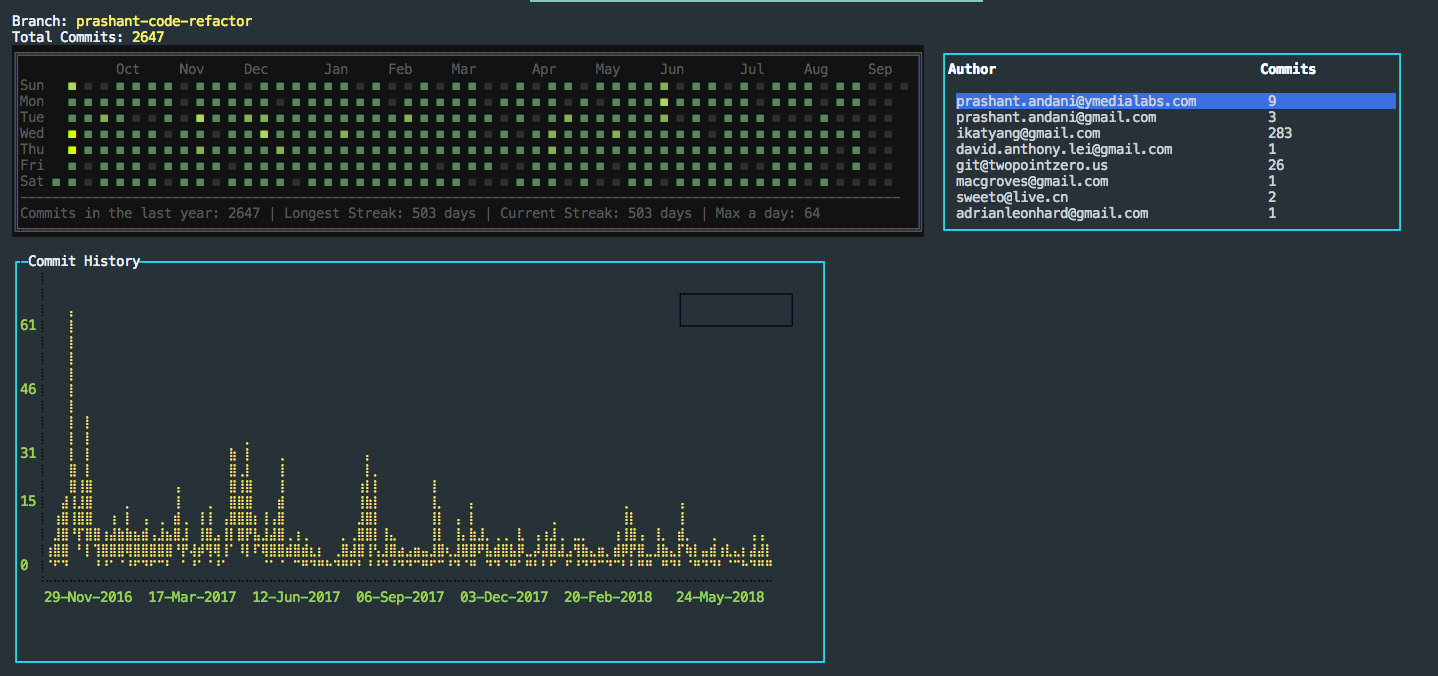 Branch: prashant-code-refactor
Total Commits: 2647
Oct Nov Dec Jan Feb Mar Apr May Jun Jul Aug Sep
Sun
Mon
Tue
Wed
Thu
Fri
Sat
Commits in the last year: 2647 | Longest Streak: 503 days | Current Streak: 503 days | Max a day: 64
Author Commits
prashant.andani@ymedialabs.com 9
prashant.andani@gmail.com 3
ikatyang@gmail.com 283
david.anthony.lei@gmail.com 1
git@twopointzero.us 26
macgroves@gmail.com 1
sweeto@live.cn 2
adrianleonhard@gmail.com 1
Commit History
61
46
31
15
0
29-Nov-2016 17-Mar-2017 12-Jun-2017 06-Sep-2017 03-Dec-2017 20-Feb-2018 24-May-2018